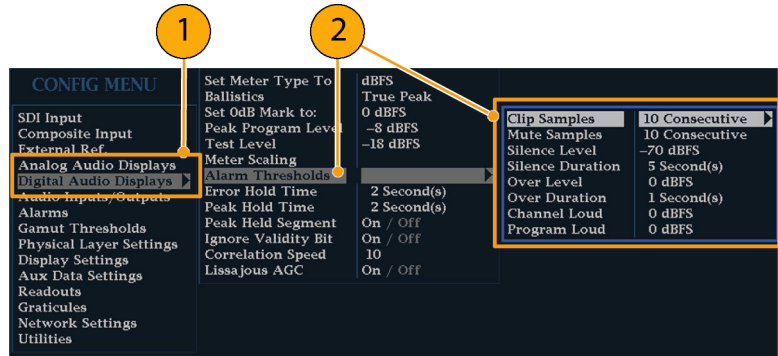 1
2
CONFIG MENU
SDI Input
Composite Input
External Ref.
Analog Audio Displays
Digital Audio Displays
Audio Inputs/Outputs
Alarms
Gamut Thresholds
Physical Layer Settings
Display Settings
Aux Data Settings
Readouts
Graticules
Network Settings
Utilities
Set Meter Type To dBFS
Ballistics True Peak
Set 0dB Mark to: 0 dBFS
Peak Program Level -8 dBFS
Test Level -18 dBFS
Meter Scaling
Alarm Thresholds
Error Hold Time 2 Second(s)
Peak Hold Time 2 Second(s)
Peak Held Segment On / Off
Ignore Validity Bit On / Off
Correlation Speed 10
Lissajous AGC On / Off
Clip Samples 10 Consecutive
Mute Samples 10 Consecutive
Silence Level -70 dBFS
Silence Duration 5 Second(s)
Over Level 0 dBFS
Over Duration 1 Second(s)
Channel Loud 0 dBFS
Program Loud 0 dBFS